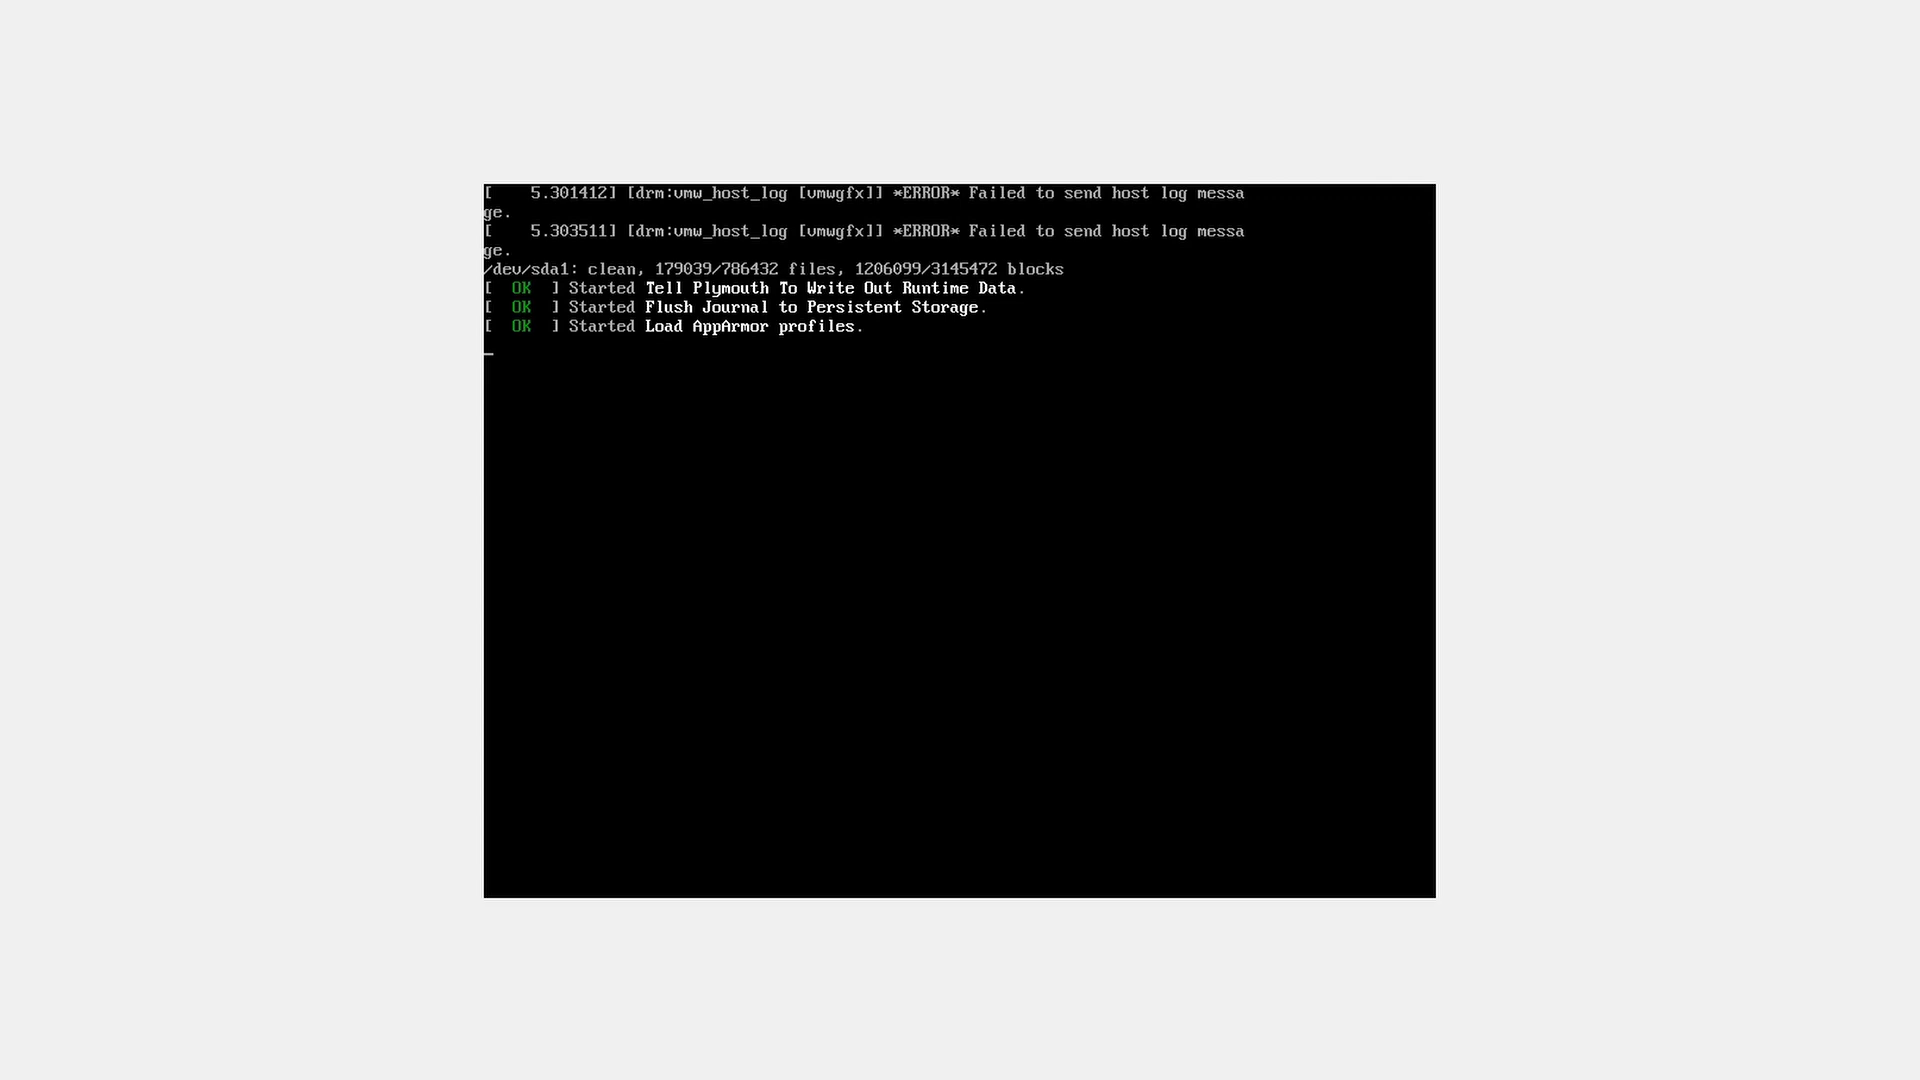 [    5.301412] [drm:vmw_host_log [vmwgfx]] *ERROR* Failed to send host log messa
ge.
[    5.303511] [drm:vmw_host_log [vmwgfx]] *ERROR* Failed to send host log messa
ge.
/dev/sda1: clean, 179039/786432 files, 1206099/3145472 blocks
[  OK  ] Started Tell Plymouth To Write Out Runtime Data.
[  OK  ] Started Flush Journal to Persistent Storage.
[  OK  ] Started Load AppArmor profiles.